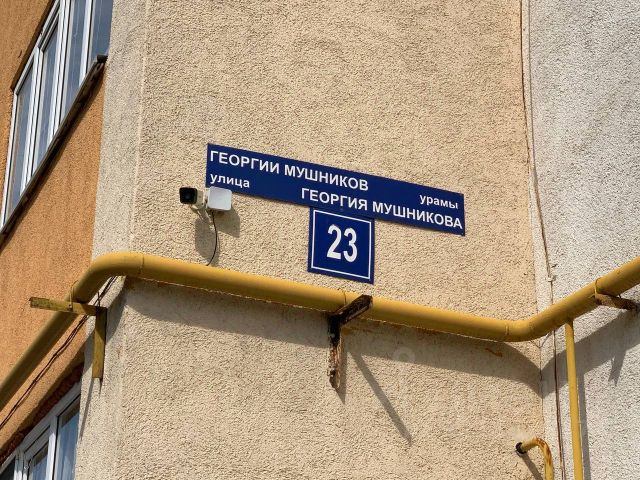 ГЕОРГИИ МУШНИКОВ урамы
улица ГЕОРГИЯ МУШНИКОВА
23